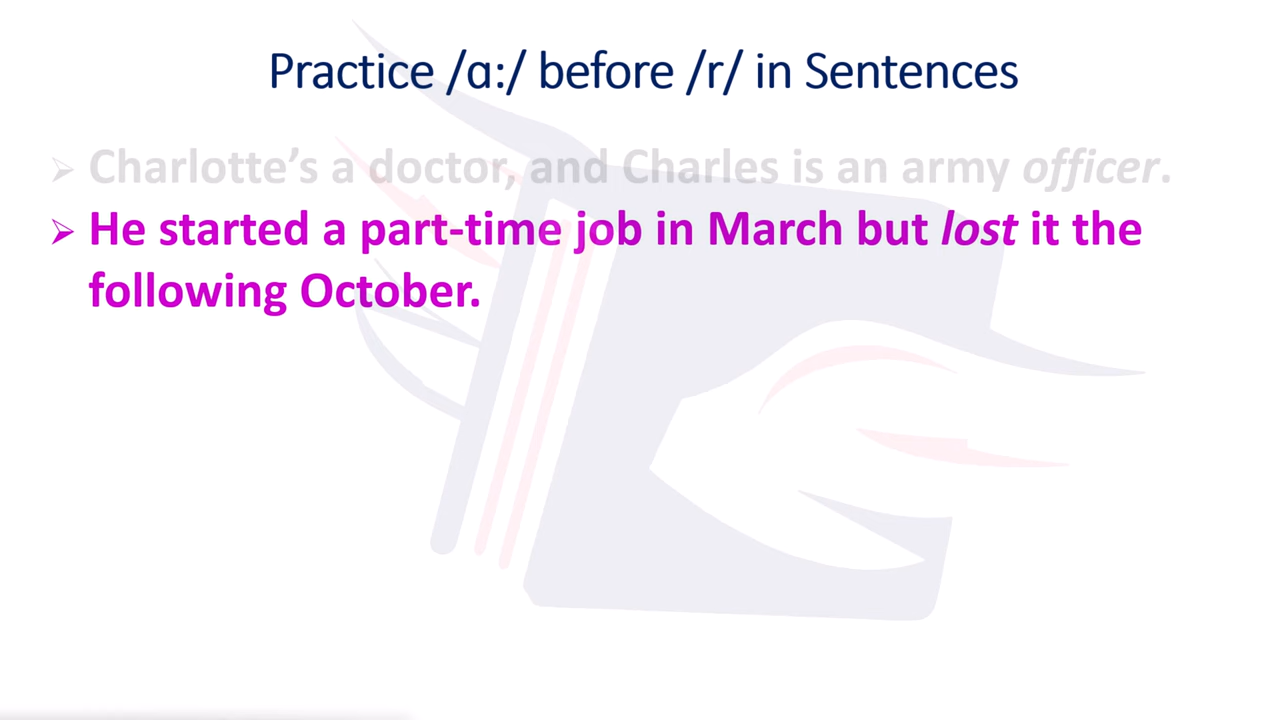 Practice /ɑ:/ before /r/ in Sentences
➢ Charlotte’s a doctor, and Charles is an army officer.
➢ He started a part-time job in March but lost it the
following October.